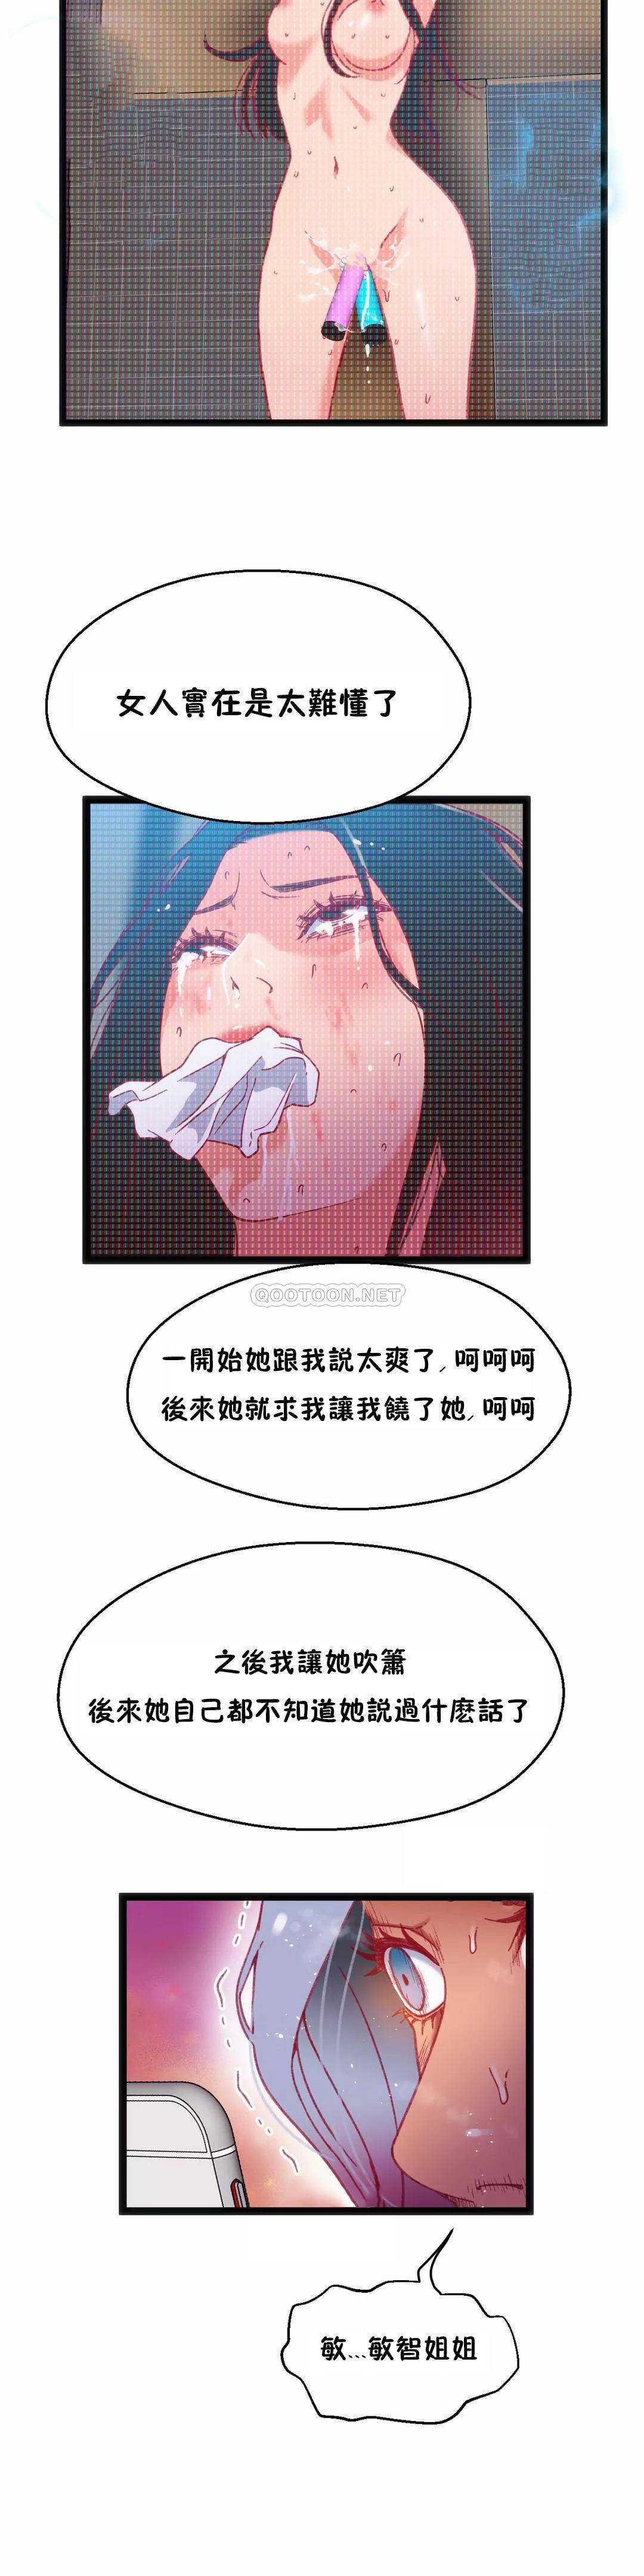 女人實在是太難懂了
QOOTOON.NET
一開始她跟我說太爽了, 呵呵呵
後來她就求我讓我饒了她, 呵呵
之後我讓她吹簫
後來她自己都不知道她說過什麼話了
敏...敏智姐姐